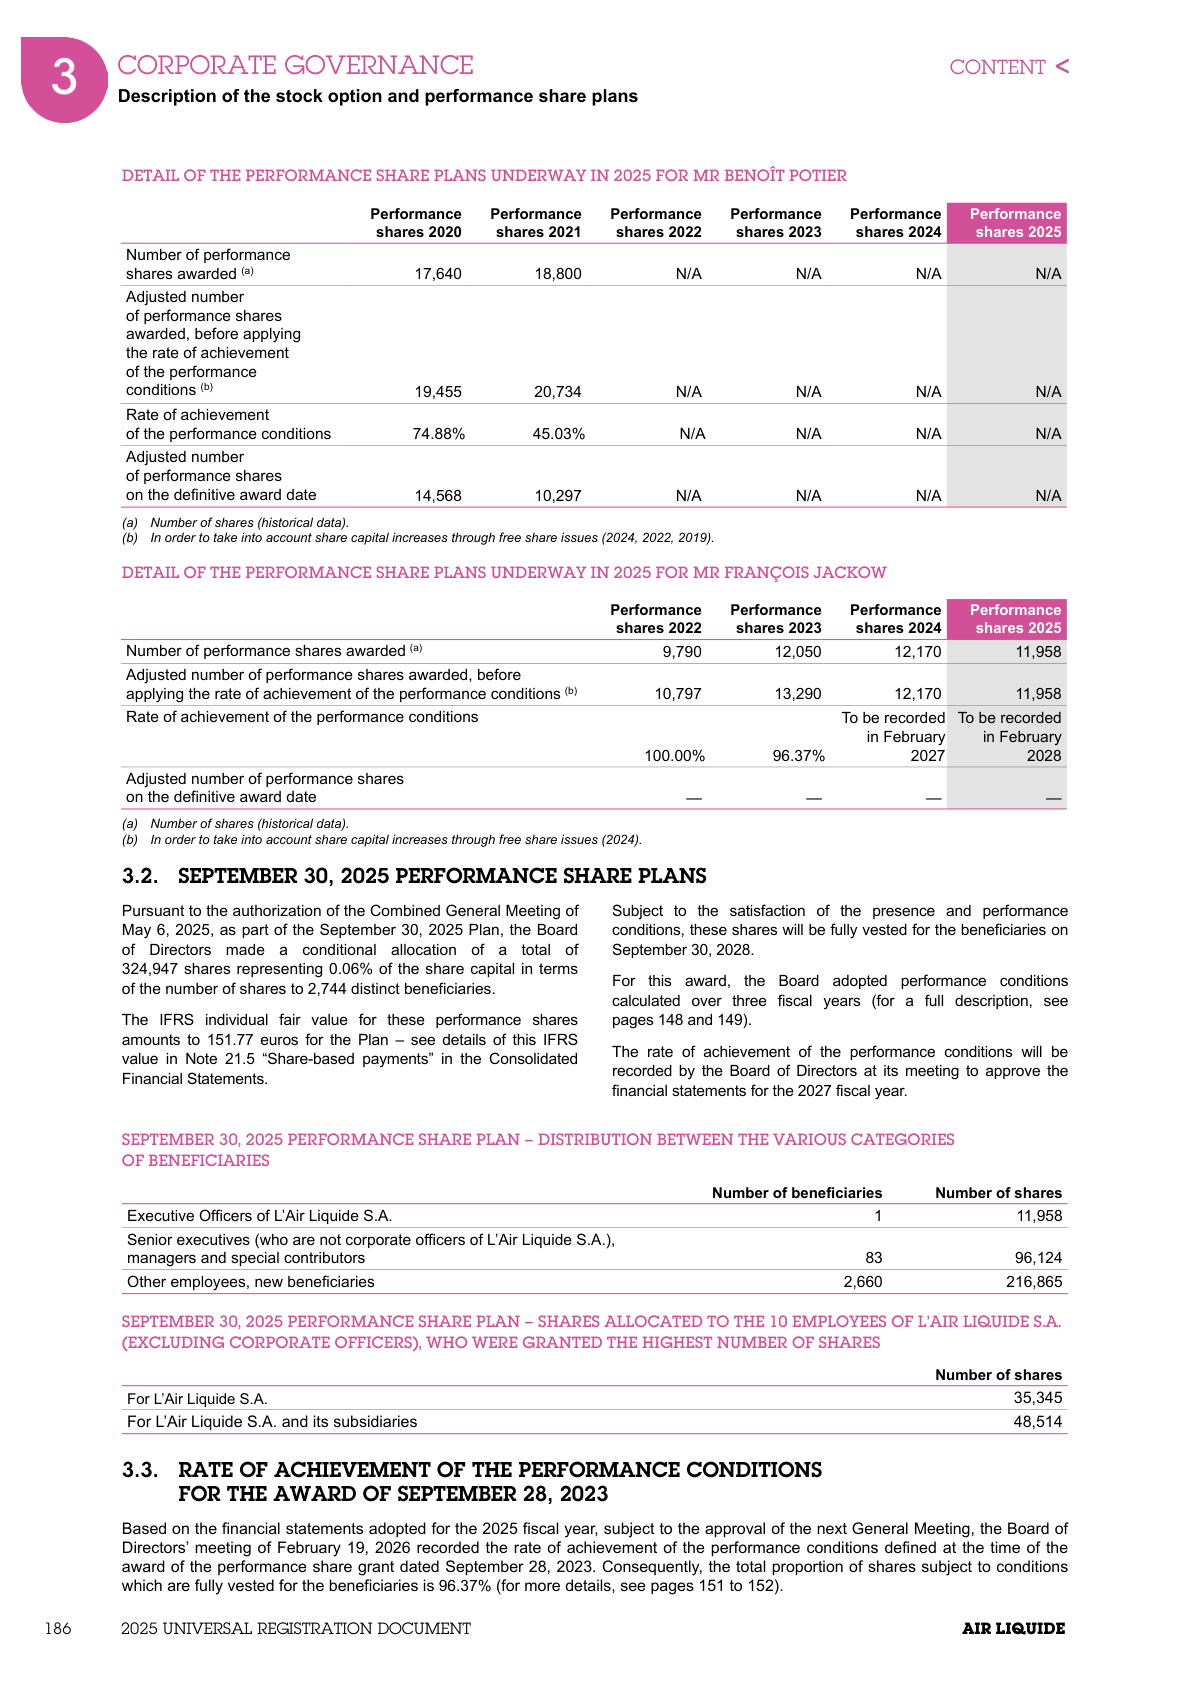 3
CORPORATE GOVERNANCE
CONTENT <
Description of the stock option and performance share plans
DETAIL OF THE PERFORMANCE SHARE PLANS UNDERWAY IN 2025 FOR MR BENOÎT POTIER
Performance shares 2020 Performance shares 2021 Performance shares 2022 Performance shares 2023 Performance shares 2024 Performance shares 2025
Number of performance
shares awarded (a) 17,640 18,800 N/A N/A N/A N/A
Adjusted number
of performance shares
awarded, before applying
the rate of achievement
of the performance
conditions (b) 19,455 20,734 N/A N/A N/A N/A
Rate of achievement
of the performance conditions 74.88% 45.03% N/A N/A N/A N/A
Adjusted number
of performance shares
on the definitive award date 14,568 10,297 N/A N/A N/A N/A
(a) Number of shares (historical data).
(b) In order to take into account share capital increases through free share issues (2024, 2022, 2019).
DETAIL OF THE PERFORMANCE SHARE PLANS UNDERWAY IN 2025 FOR MR FRANÇOIS JACKOW
Performance shares 2022 Performance shares 2023 Performance shares 2024 Performance shares 2025
Number of performance shares awarded (a) 9,790 12,050 12,170 11,958
Adjusted number of performance shares awarded, before
applying the rate of achievement of the performance conditions (b) 10,797 13,290 12,170 11,958
Rate of achievement of the performance conditions 100.00% 96.37% To be recorded in February 2027 To be recorded in February 2028
Adjusted number of performance shares
on the definitive award date — — — —
(a) Number of shares (historical data).
(b) In order to take into account share capital increases through free share issues (2024).
3.2. SEPTEMBER 30, 2025 PERFORMANCE SHARE PLANS
Pursuant to the authorization of the Combined General Meeting of
May 6, 2025, as part of the September 30, 2025 Plan, the Board
of Directors made a conditional allocation of a total of
324,947 shares representing 0.06% of the share capital in terms
of the number of shares to 2,744 distinct beneficiaries.
The IFRS individual fair value for these performance shares
amounts to 151.77 euros for the Plan – see details of this IFRS
value in Note 21.5 “Share-based payments” in the Consolidated
Financial Statements.
Subject to the satisfaction of the presence and performance
conditions, these shares will be fully vested for the beneficiaries on
September 30, 2028.
For this award, the Board adopted performance conditions
calculated over three fiscal years (for a full description, see
pages 148 and 149).
The rate of achievement of the performance conditions will be
recorded by the Board of Directors at its meeting to approve the
financial statements for the 2027 fiscal year.
SEPTEMBER 30, 2025 PERFORMANCE SHARE PLAN – DISTRIBUTION BETWEEN THE VARIOUS CATEGORIES
OF BENEFICIARIES
Number of beneficiaries Number of shares
Executive Officers of L’Air Liquide S.A. 1 11,958
Senior executives (who are not corporate officers of L’Air Liquide S.A.),
managers and special contributors 83 96,124
Other employees, new beneficiaries 2,660 216,865
SEPTEMBER 30, 2025 PERFORMANCE SHARE PLAN – SHARES ALLOCATED TO THE 10 EMPLOYEES OF L’AIR LIQUIDE S.A.
(EXCLUDING CORPORATE OFFICERS), WHO WERE GRANTED THE HIGHEST NUMBER OF SHARES
Number of shares
For L’Air Liquide S.A. 35,345
For L’Air Liquide S.A. and its subsidiaries 48,514
3.3. RATE OF ACHIEVEMENT OF THE PERFORMANCE CONDITIONS
FOR THE AWARD OF SEPTEMBER 28, 2023
Based on the financial statements adopted for the 2025 fiscal year, subject to the approval of the next General Meeting, the Board of
Directors’ meeting of February 19, 2026 recorded the rate of achievement of the performance conditions defined at the time of the
award of the performance share grant dated September 28, 2023. Consequently, the total proportion of shares subject to conditions
which are fully vested for the beneficiaries is 96.37% (for more details, see pages 151 to 152).
186 2025 UNIVERSAL REGISTRATION DOCUMENT AIR LIQUIDE